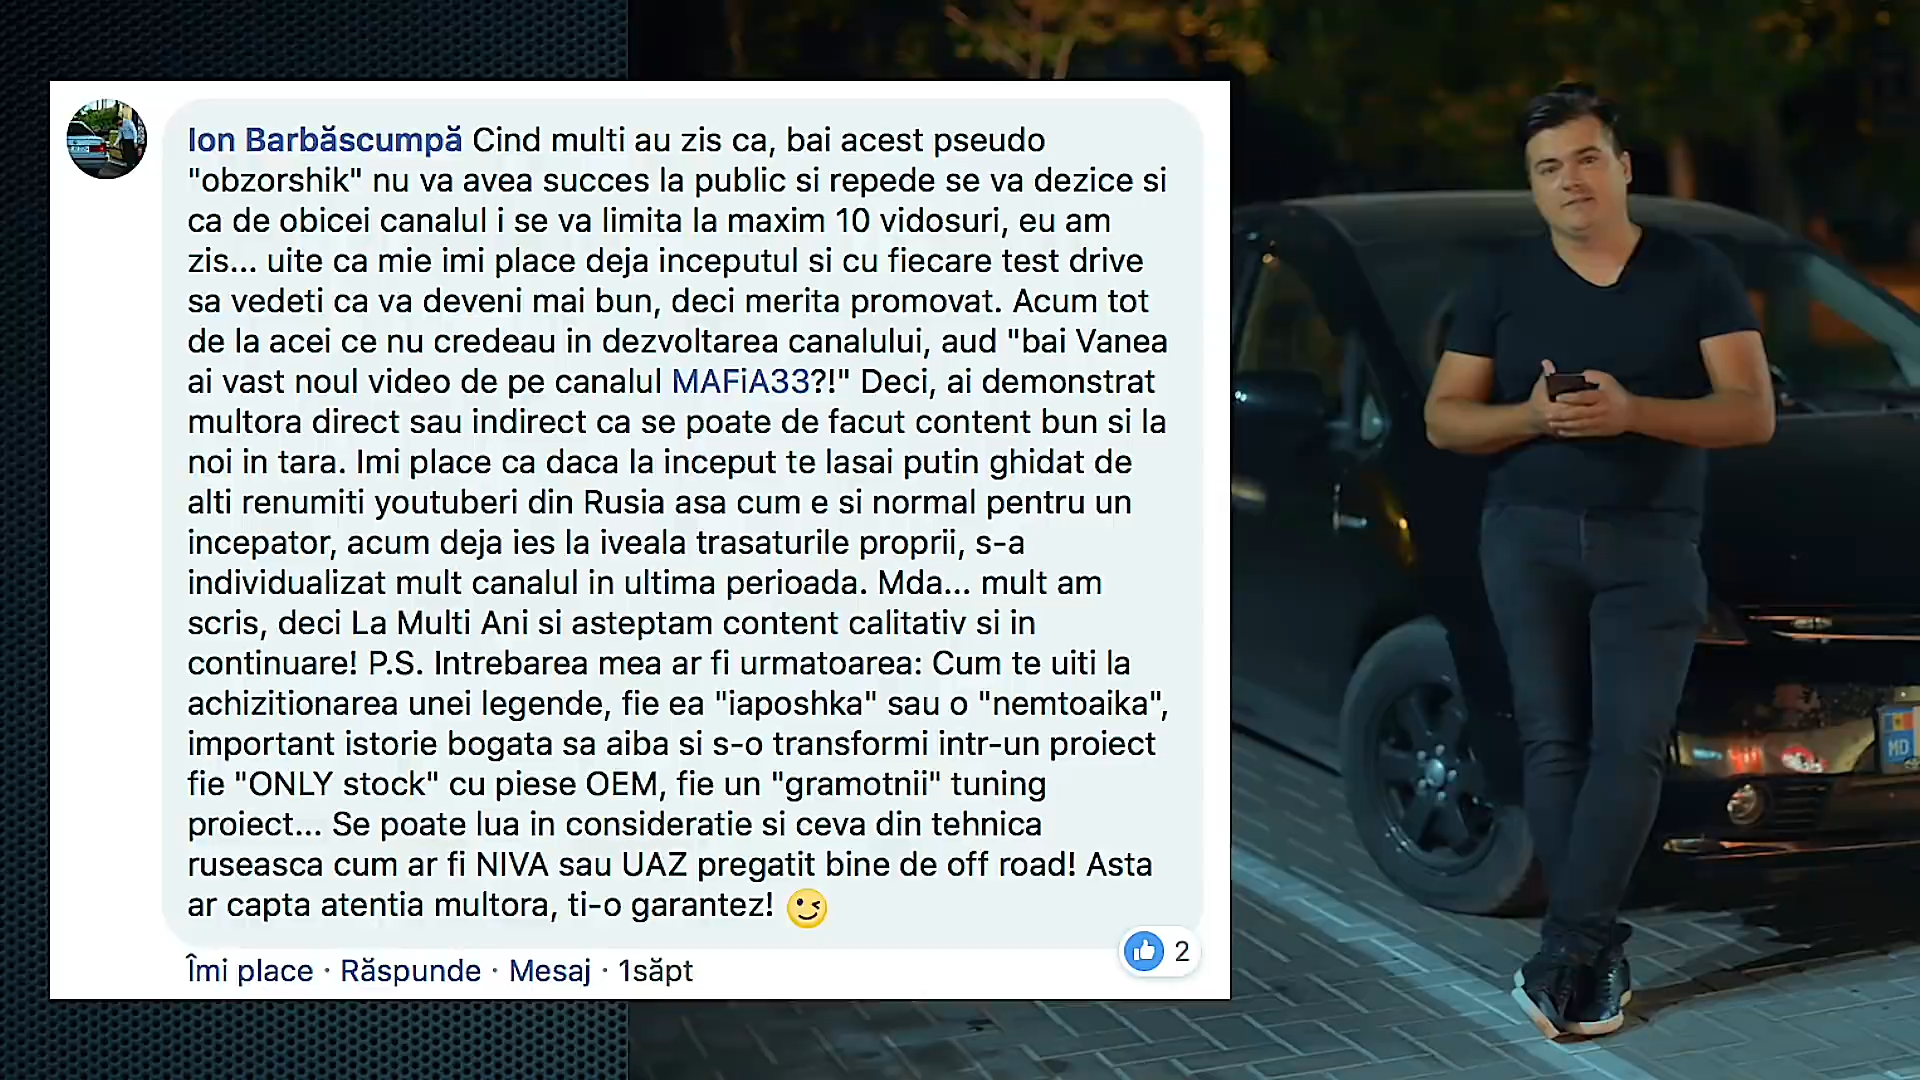 Ion Barbăscumpă Cind multi au zis ca, bai acest pseudo
"obzorshik" nu va avea succes la public si repede se va dezice si
ca de obicei canalul i se va limita la maxim 10 vidosuri, eu am
zis... uite ca mie imi place deja inceputul si cu fiecare test drive
sa vedeti ca va deveni mai bun, deci merita promovat. Acum tot
de la acei ce nu credeau in dezvoltarea canalului, aud "bai Vanea
ai vast noul video de pe canalul MAFiA33?!" Deci, ai demonstrat
multora direct sau indirect ca se poate de facut content bun si la
noi in tara. Imi place ca daca la inceput te lasai putin ghidat de
alti renumiti youtuberi din Rusia asa cum e si normal pentru un
incepator, acum deja ies la iveala trasaturile proprii, s-a
individualizat mult canalul in ultima perioada. Mda... mult am
scris, deci La Multi Ani si asteptam content calitativ si in
continuare! P.S. Intrebarea mea ar fi urmatoarea: Cum te uiti la
achizitionarea unei legende, fie ea "iaposhka" sau o "nemtoaika",
important istorie bogata sa aiba si s-o transformi intr-un proiect
fie "ONLY stock" cu piese OEM, fie un "gramotnii" tuning
proiect... Se poate lua in consideratie si ceva din tehnica
ruseasca cum ar fi NIVA sau UAZ pregatit bine de off road! Asta
ar capta atentia multora, ti-o garantez! 😉
2
Îmi place · Răspunde · Mesaj · 1săpt
MD